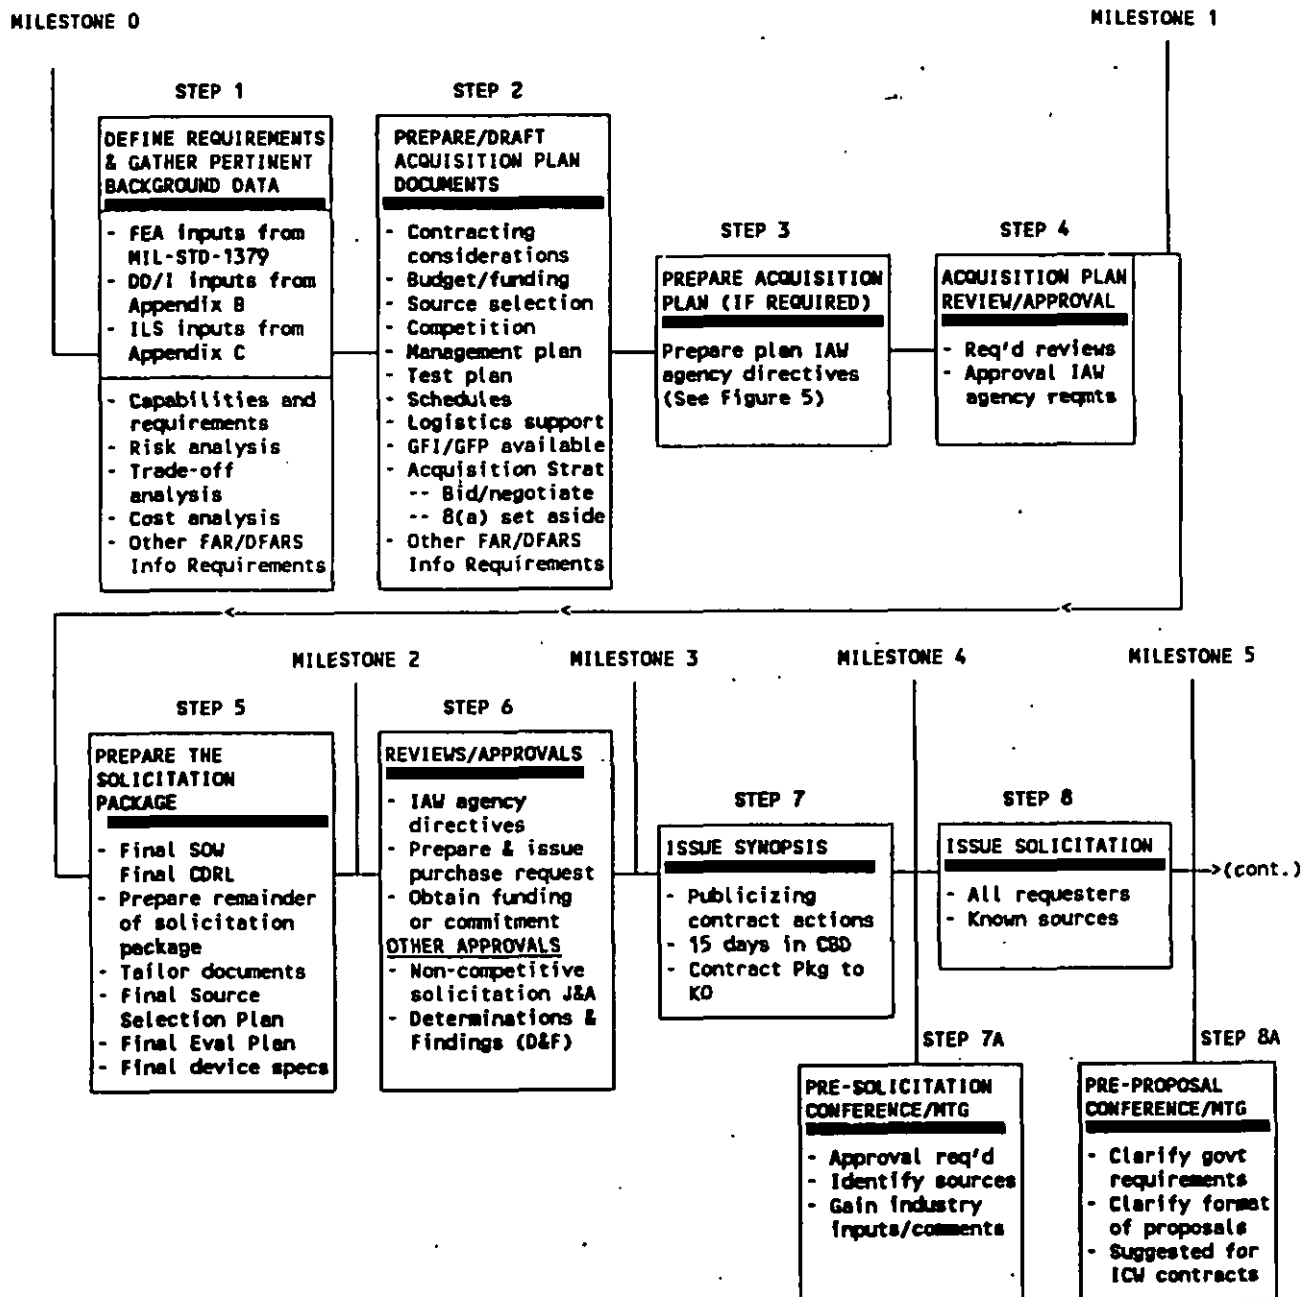 MILESTONE 0
MILESTONE 1
STEP 1
DEFINE REQUIREMENTS
& GATHER PERTINENT
BACKGROUND DATA
- FEA inputs from
MIL-STD-1379
- DD/I inputs from
Appendix B
- ILS inputs from
Appendix C
- Capabilities and
requirements
- Risk analysis
- Trade-off
analysis
- Cost analysis
- Other FAR/DFARS
Info Requirements
STEP 2
PREPARE/DRAFT
ACQUISITION PLAN
DOCUMENTS
- Contracting
considerations
- Budget/funding
- Source selection
- Competition
- Management plan
- Test plan
- Schedules
- Logistics support
- GFI/GFP available
- Acquisition Strat
-- Bid/negotiate
-- 8(a) set aside
- Other FAR/DFARS
Info Requirements
STEP 3
PREPARE ACQUISITION
PLAN (IF REQUIRED)
Prepare plan IAW
agency directives
(See Figure 5)
STEP 4
ACQUISITION PLAN
REVIEW/APPROVAL
- Req'd reviews
- Approval IAW
agency reqmts
MILESTONE 2
MILESTONE 3
MILESTONE 4
MILESTONE 5
STEP 5
PREPARE THE
SOLICITATION
PACKAGE
- Final SOW
Final CDRL
- Prepare remainder
of solicitation
package
- Tailor documents
- Final Source
Selection Plan
- Final Eval Plan
- Final device specs
STEP 6
REVIEWS/APPROVALS
- IAW agency
directives
- Prepare & issue
purchase request
- Obtain funding
or commitment
OTHER APPROVALS
- Non-competitive
solicitation J&A
- Determinations &
Findings (D&F)
STEP 7
ISSUE SYNOPSIS
- Publicizing
contract actions
- 15 days in CBD
- Contract Pkg to
KO
STEP 8
ISSUE SOLICITATION
- All requesters
- Known sources
->(cont.)
STEP 7A
PRE-SOLICITATION
CONFERENCE/MTG
- Approval req'd
- Identify sources
- Gain industry
inputs/comments
STEP 8A
PRE-PROPOSAL
CONFERENCE/MTG
- Clarify govt
requirements
- Clarify format
of proposals
- Suggested for
ICW contracts